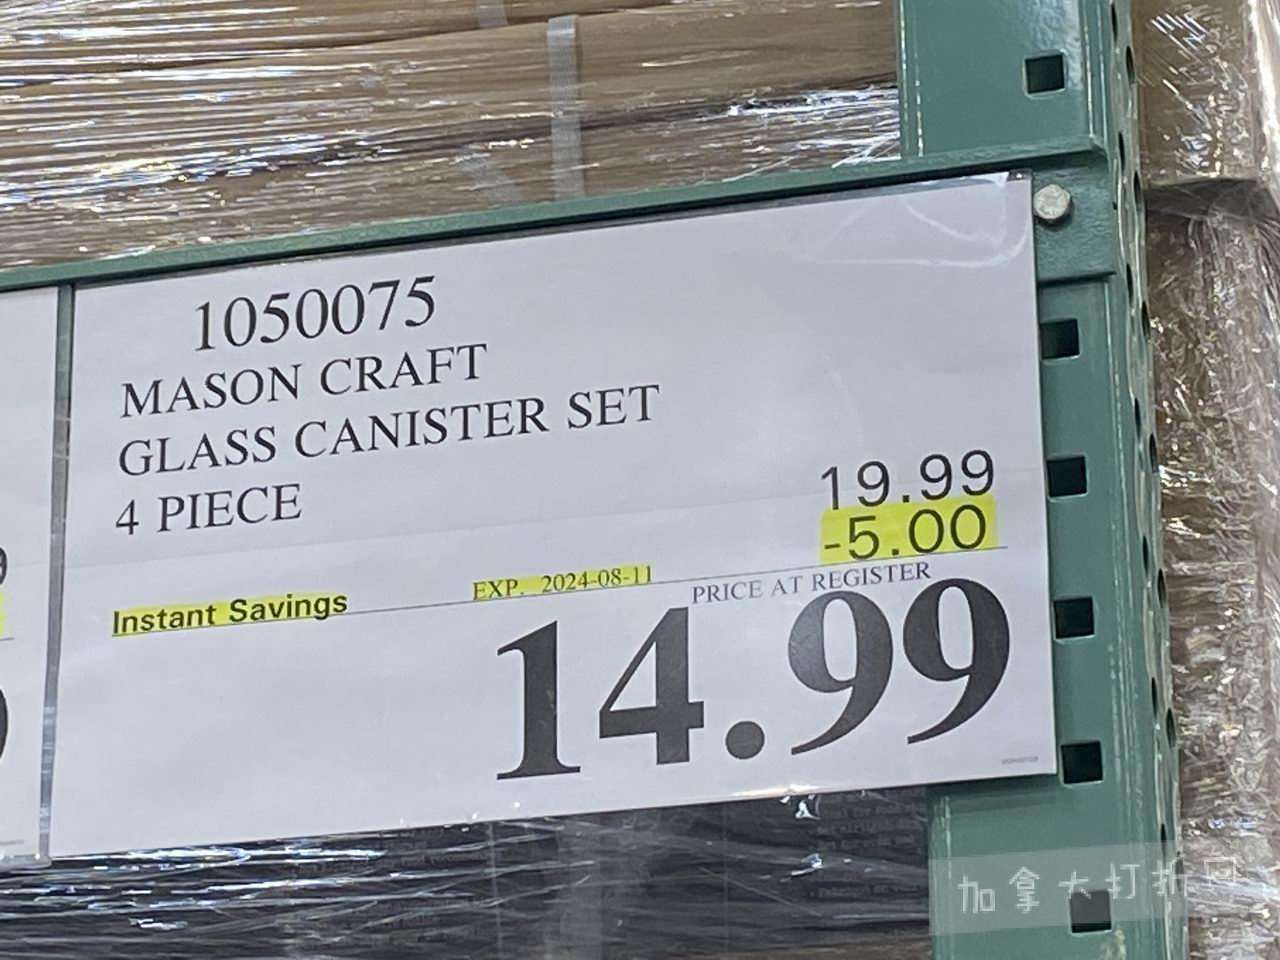 1050075
MASON CRAFT
GLASS CANISTER SET
4 PIECE
19.99
-5.00
Instant Savings
EXP. 2024-08-11
PRICE AT REGISTER
14.99
加拿大打折网